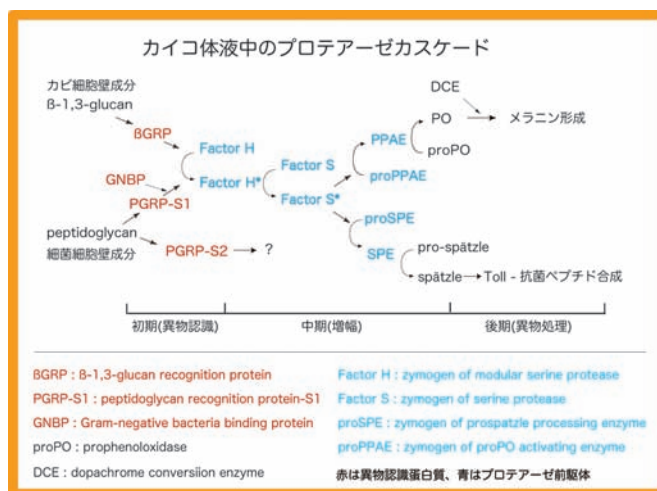 カイコ体液中のプロテアーゼカスケード
カビ細胞壁成分
ß-1,3-glucan
ßGRP
Factor H
GNBP
Factor H*
PGRP-S1
peptidoglycan
細菌細胞壁成分
PGRP-S2
?
Factor S
Factor S*
PPAE
proPPAE
DCE
PO
メラニン形成
proPO
proSPE
SPE
pro-spätzle
spätzle
Toll - 抗菌ペプチド合成
初期(異物認識)
中期(増幅)
後期(異物処理)
ßGRP : ß-1,3-glucan recognition protein
PGRP-S1 : peptidoglycan recognition protein-S1
GNBP : Gram-negative bacteria binding protein
proPO : prophenoloxidase
DCE : dopachrome conversiion enzyme
Factor H : zymogen of modular serine protease
Factor S : zymogen of serine protease
proSPE : zymogen of prospatzle processing enzyme
proPPAE : zymogen of proPO activating enzyme
赤は異物認識蛋白質、青はプロテアーゼ前駆体